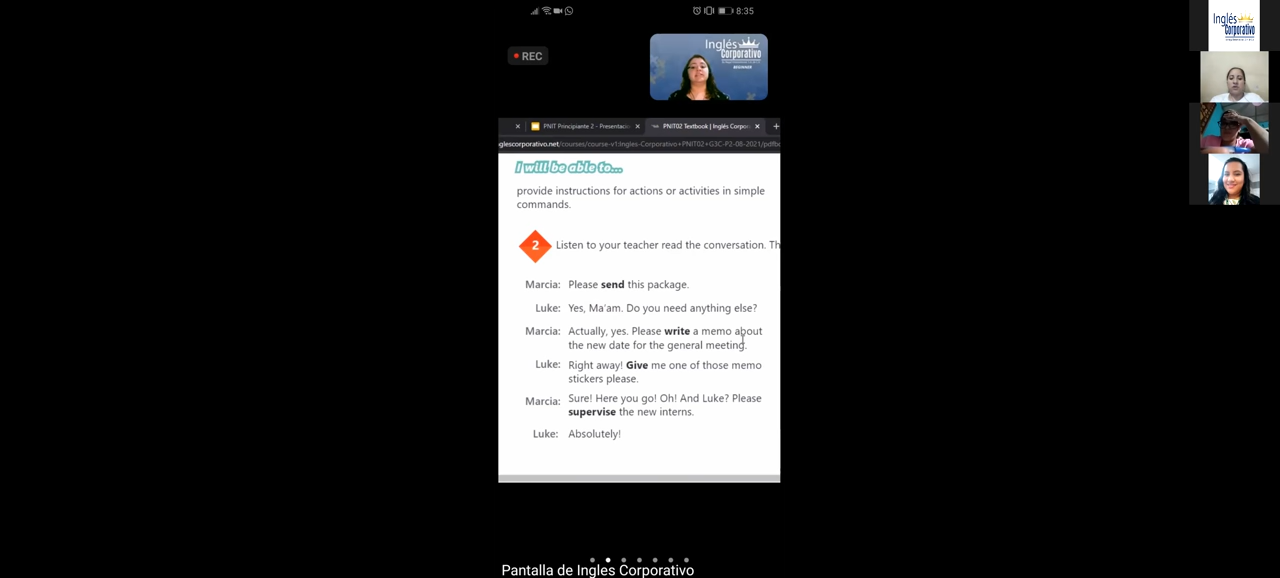 8:35
REC
Inglés
Corporativo
BEGINNER
Inglés
Corporativo
PNIT Principiante 2 - Presentaci
PNIT02 Textbook | Inglés Corpor
glescorporativo.net/courses/course-v1:Ingles-Corporativo+PNIT02+G3C-P2-08-2021/pdfbo
I will be able to...
provide instructions for actions or activities in simple
commands.
2 Listen to your teacher read the conversation. Th
Marcia: Please send this package.
Luke: Yes, Ma'am. Do you need anything else?
Marcia: Actually, yes. Please write a memo about
the new date for the general meeting.
Luke: Right away! Give me one of those memo
stickers please.
Marcia: Sure! Here you go! Oh! And Luke? Please
supervise the new interns.
Luke: Absolutely!
Pantalla de Ingles Corporativo